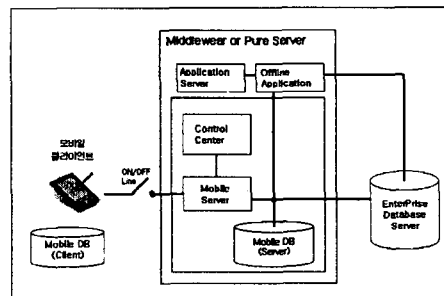 Middlewear or Pure Server
Application
Server
Offline
Application
Control
Center
모바일
클라이언트
ON/OFF
Line
Mobile
Server
Mobile DB
(Client)
Mobile DB
(Server)
EnterPrise
Database
Server